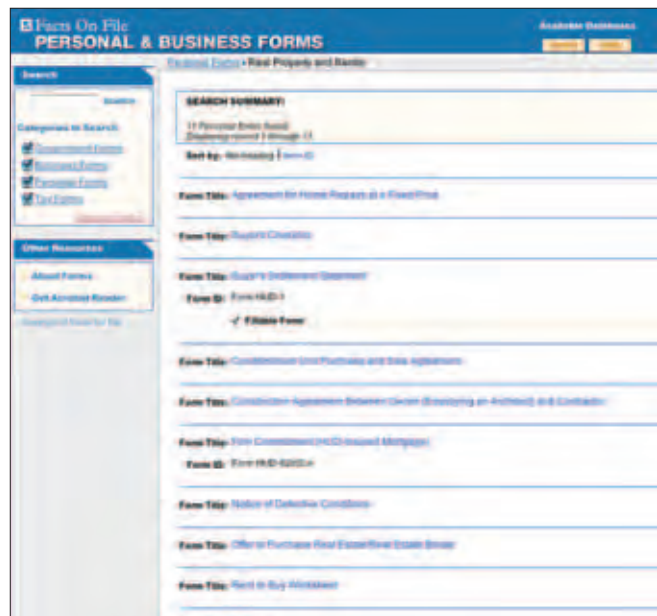 Facts On File
PERSONAL & BUSINESS FORMS
Academic Databases
Personal Forms › Real Property and Rental
Search
Search
Categories to Search
Government Forms
Business Forms
Personal Forms
Tax Forms
Other Resources
About Forms
Get Acrobat Reader
SEARCH SUMMARY:
Sort by:
Form Title: Agreement for Home Repairs at a Fixed Price
Form Title: Buyer's
Form Title: Buyer's Settlement Statement
Form ID: Form HUD-1
✓ Fillable Form
Form Title: Condominium Unit Purchase and Sale Agreement
Form Title: Construction Agreement Between Owner (Employing an Architect) and Contractor
Form Title: Firm Commitment (HUD-Insured Mortgage)
Form ID:
Form Title: Notice of Defective Conditions
Form Title: Offer to Purchase Real Estate/Real Estate Binder
Form Title: Rent to Buy Worksheet